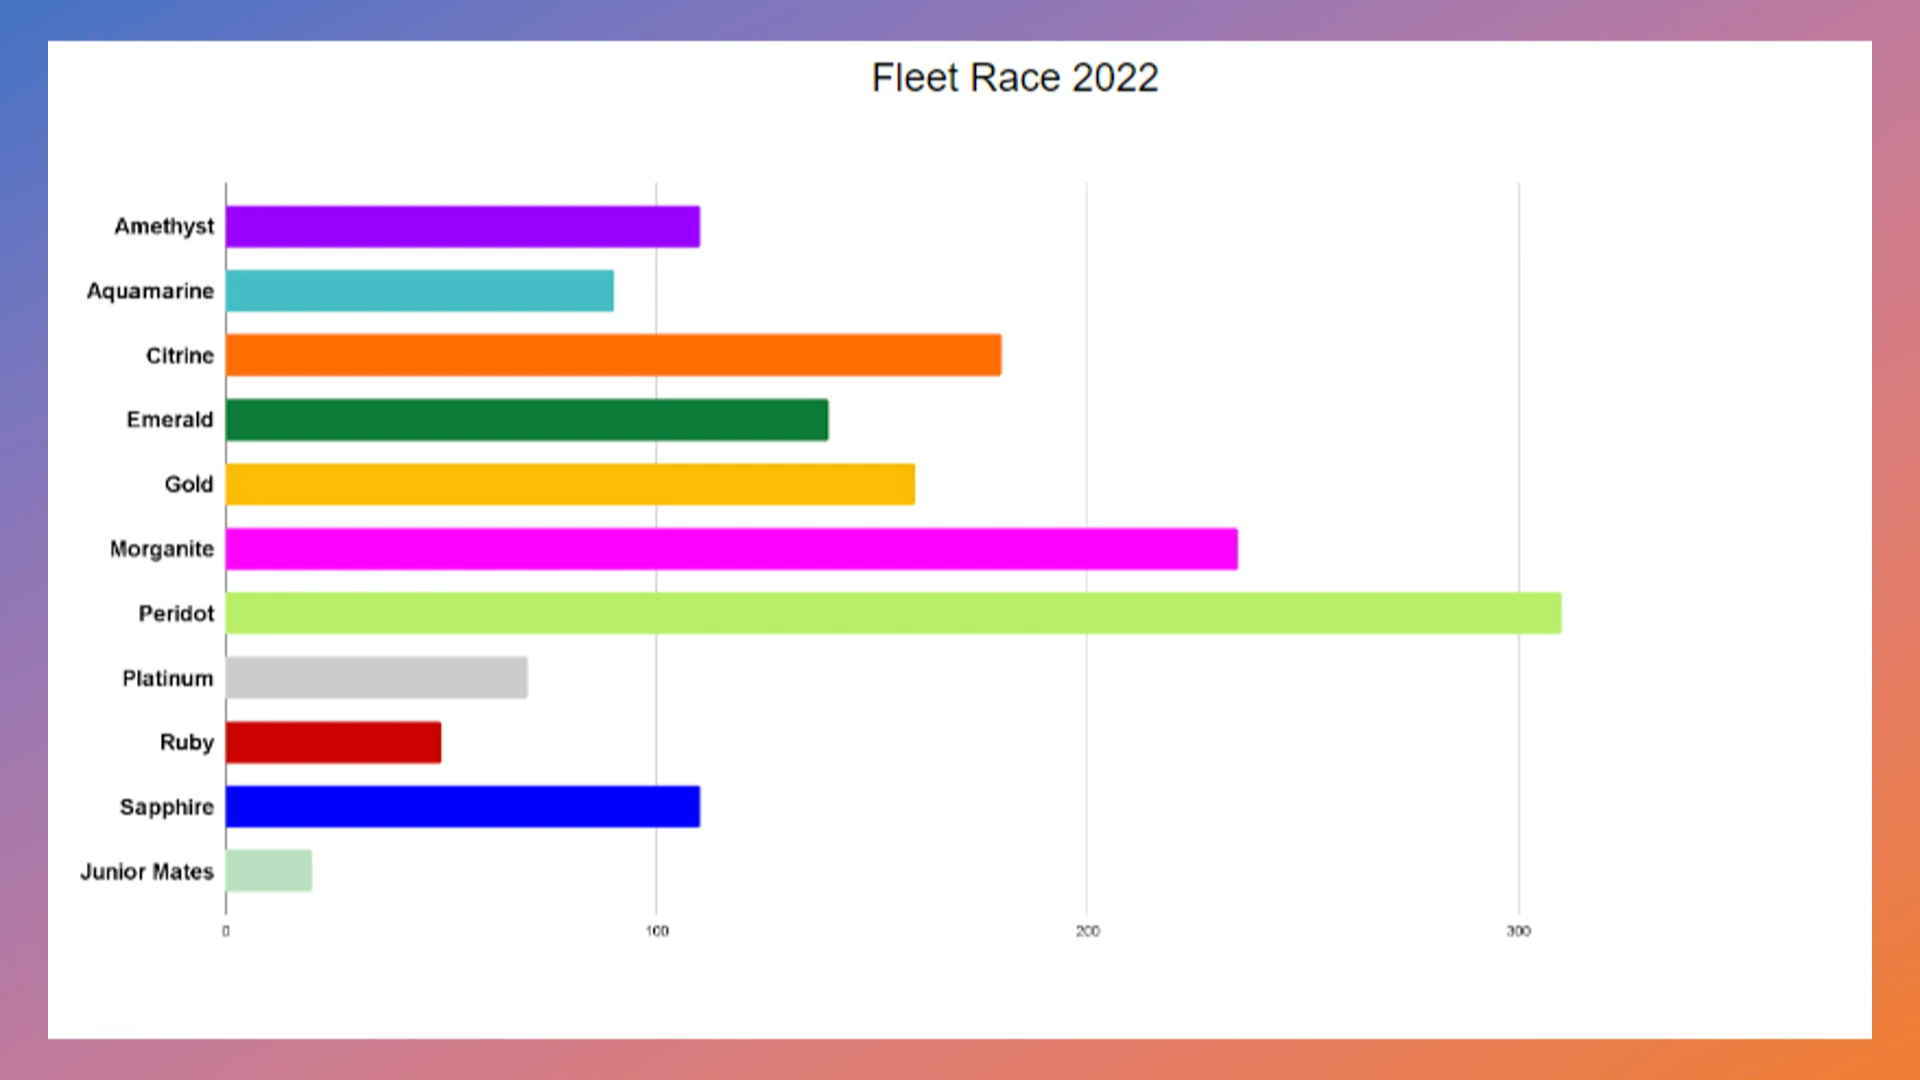 Fleet Race 2022
Amethyst
Aquamarine
Citrine
Emerald
Gold
Morganite
Peridot
Platinum
Ruby
Sapphire
Junior Mates
0 100 200 300